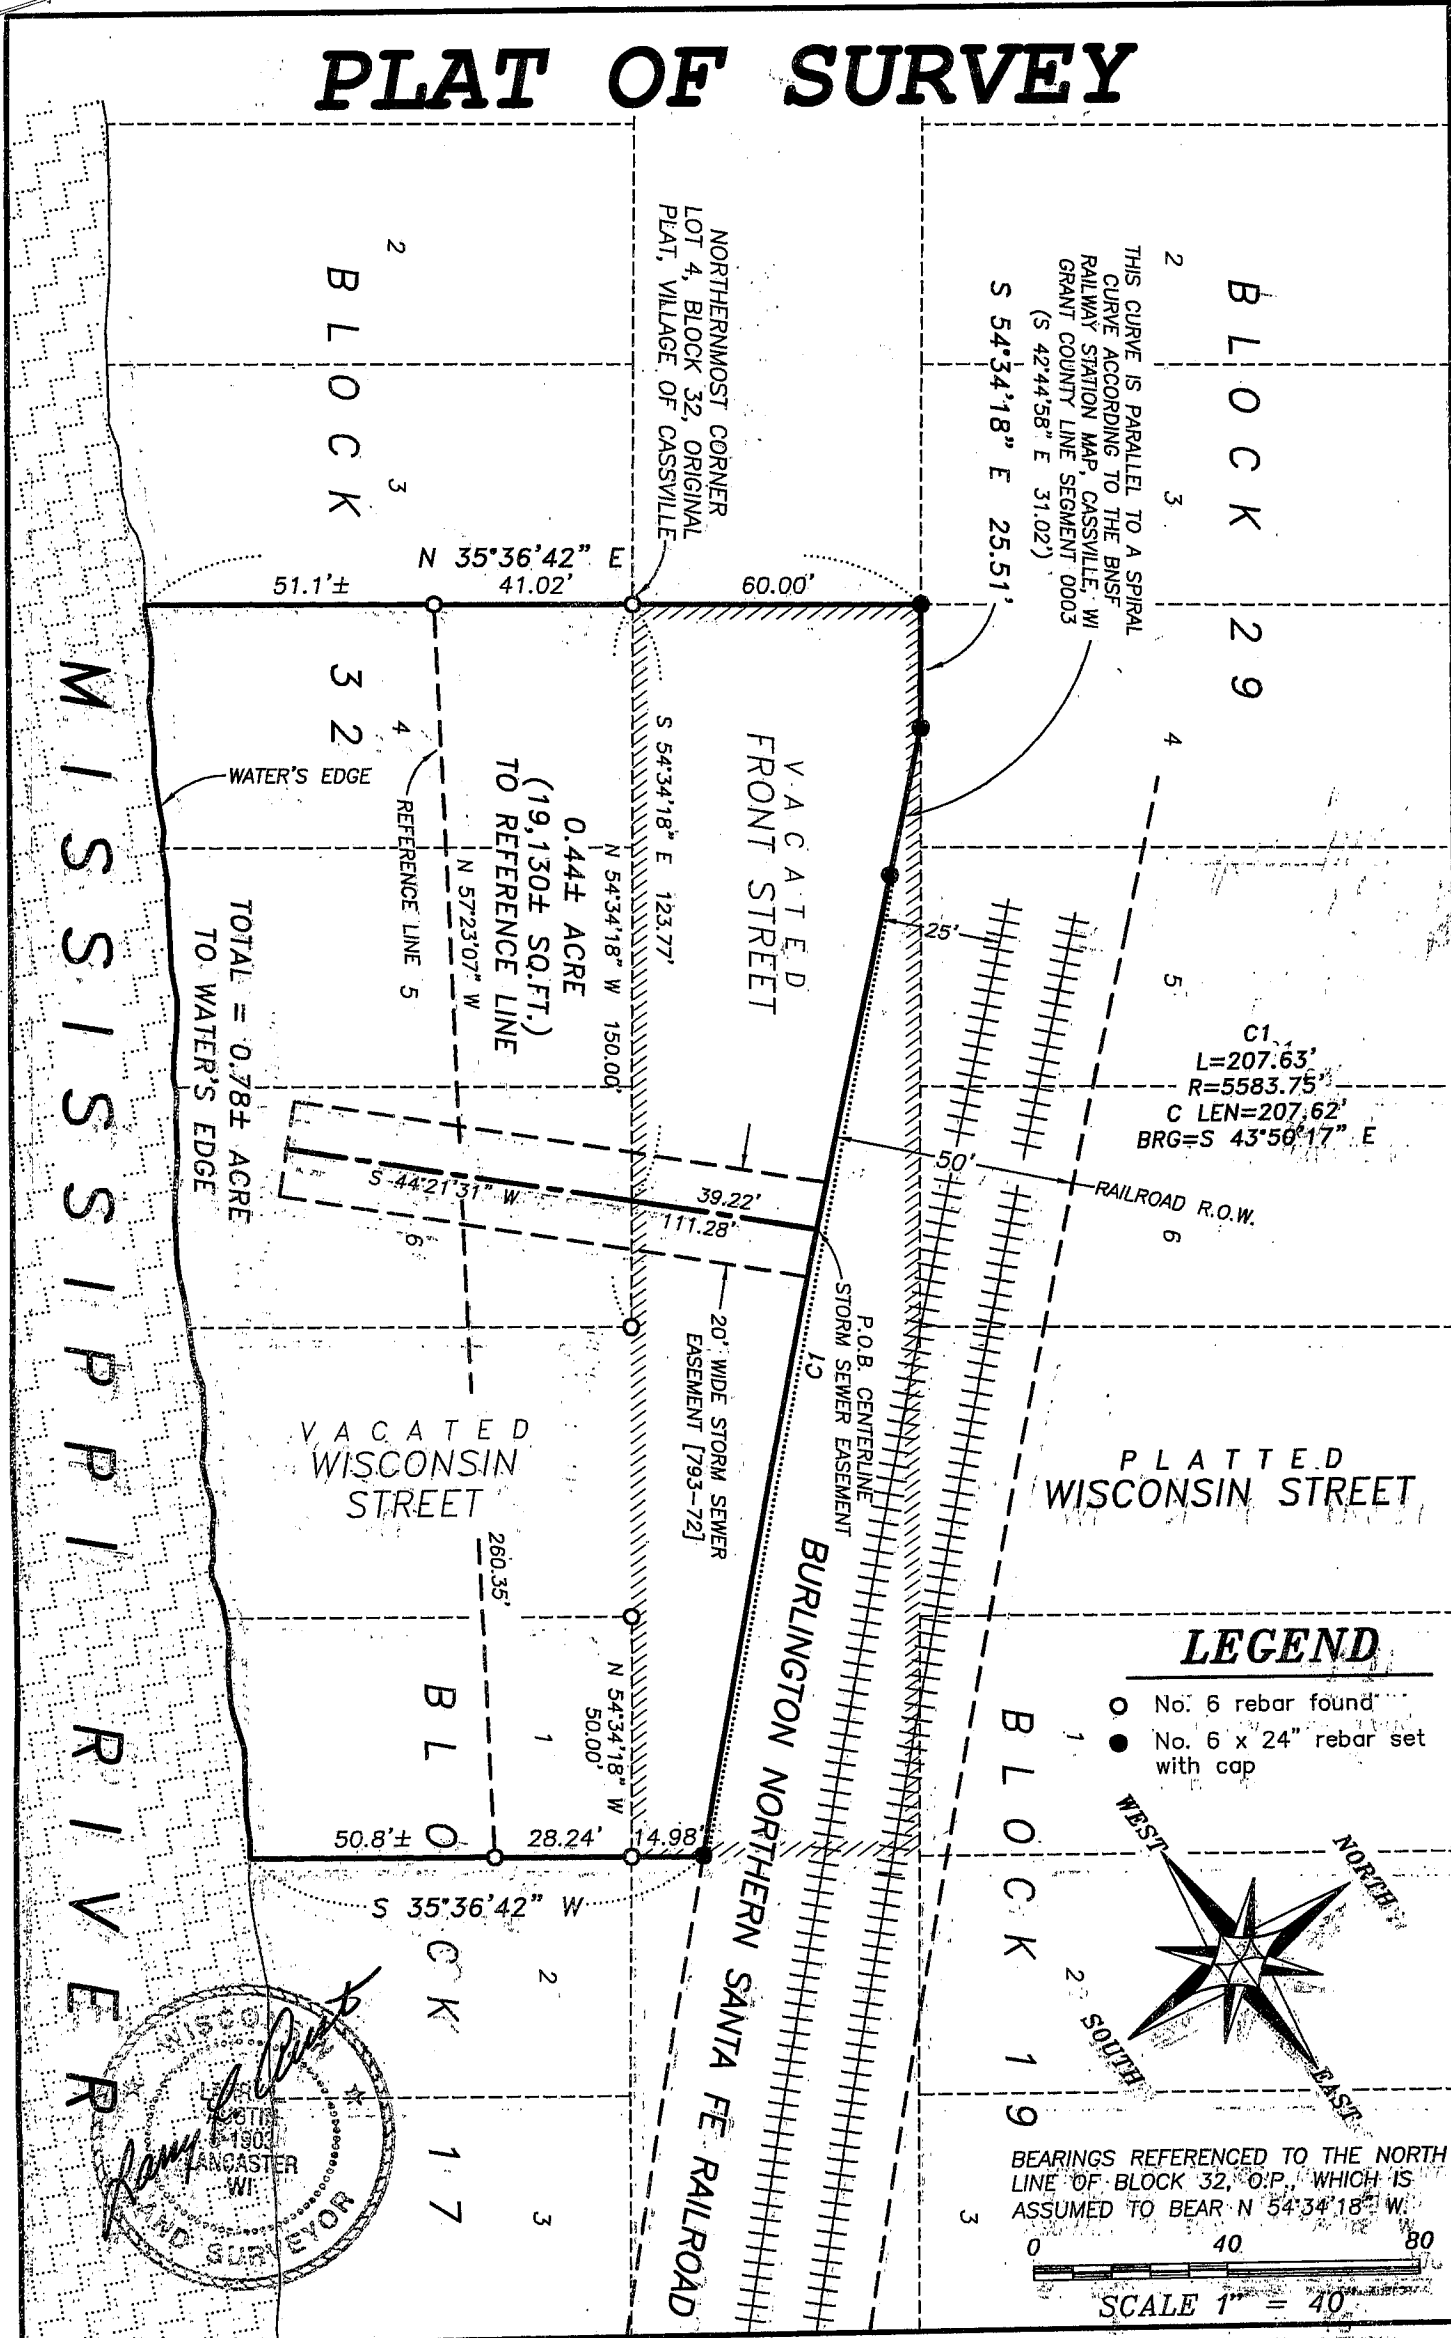 PLAT OF SURVEY
BLOCK 32
2
3
4
5
6
BLOCK 29
2
3
4
5
6
NORTHERNMOST CORNER
LOT 4, BLOCK 32, ORIGINAL
PLAT, VILLAGE OF CASSVILLE
THIS CURVE IS PARALLEL TO A SPIRAL
CURVE ACCORDING TO THE BNSF
RAILWAY STATION MAP, CASSVILLE, WI
GRANT COUNTY LINE SEGMENT 0003
(S 42°44'58" E 31.02')
S 54°34'18" E 25.51'
N 35°36'42" E
51.1'±
41.02'
60.00'
MISSISSIPPI RIVER
WATER'S EDGE
REFERENCE LINE
N 57°23'07" W
260.35'
0.44± ACRE
(19,130± SQ.FT.)
TO REFERENCE LINE
N 54°34'18" W 150.00'
S 54°34'18" E 123.77'
VACATED
FRONT STREET
TOTAL = 0.78± ACRE
TO WATER'S EDGE
25'
C1
L=207.63'
R=5583.75'
C LEN=207.62'
BRG=S 43°50'17" E
50'
RAILROAD R.O.W.
S 44°21'31" W
39.22'
111.28'
P.O.B. CENTERLINE
STORM SEWER EASEMENT
C1
20' WIDE STORM SEWER
EASEMENT [793-72]
VACATED
WISCONSIN
STREET
PLATTED
WISCONSIN STREET
BURLINGTON NORTHERN SANTA FE RAILROAD
N 54°34'18" W
50.00'
50.8'±
28.24'
14.98'
S 35°36'42" W
BLOCK 17
1
2
3
BLOCK 19
1
2
3
LEGEND
No. 6 rebar found
No. 6 x 24" rebar set
with cap
WEST
NORTH
SOUTH
EAST
BEARINGS REFERENCED TO THE NORTH
LINE OF BLOCK 32, O.P., WHICH IS
ASSUMED TO BEAR N 54°34'18" W.
0 40 80
SCALE 1" = 40'
LANCASTER
WI
LAND SURVEYOR